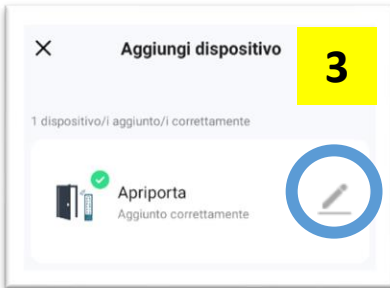 Aggiungi dispositivo
3
1 dispositivo/i aggiunto/i correttamente
Apriporta
Aggiunto correttamente